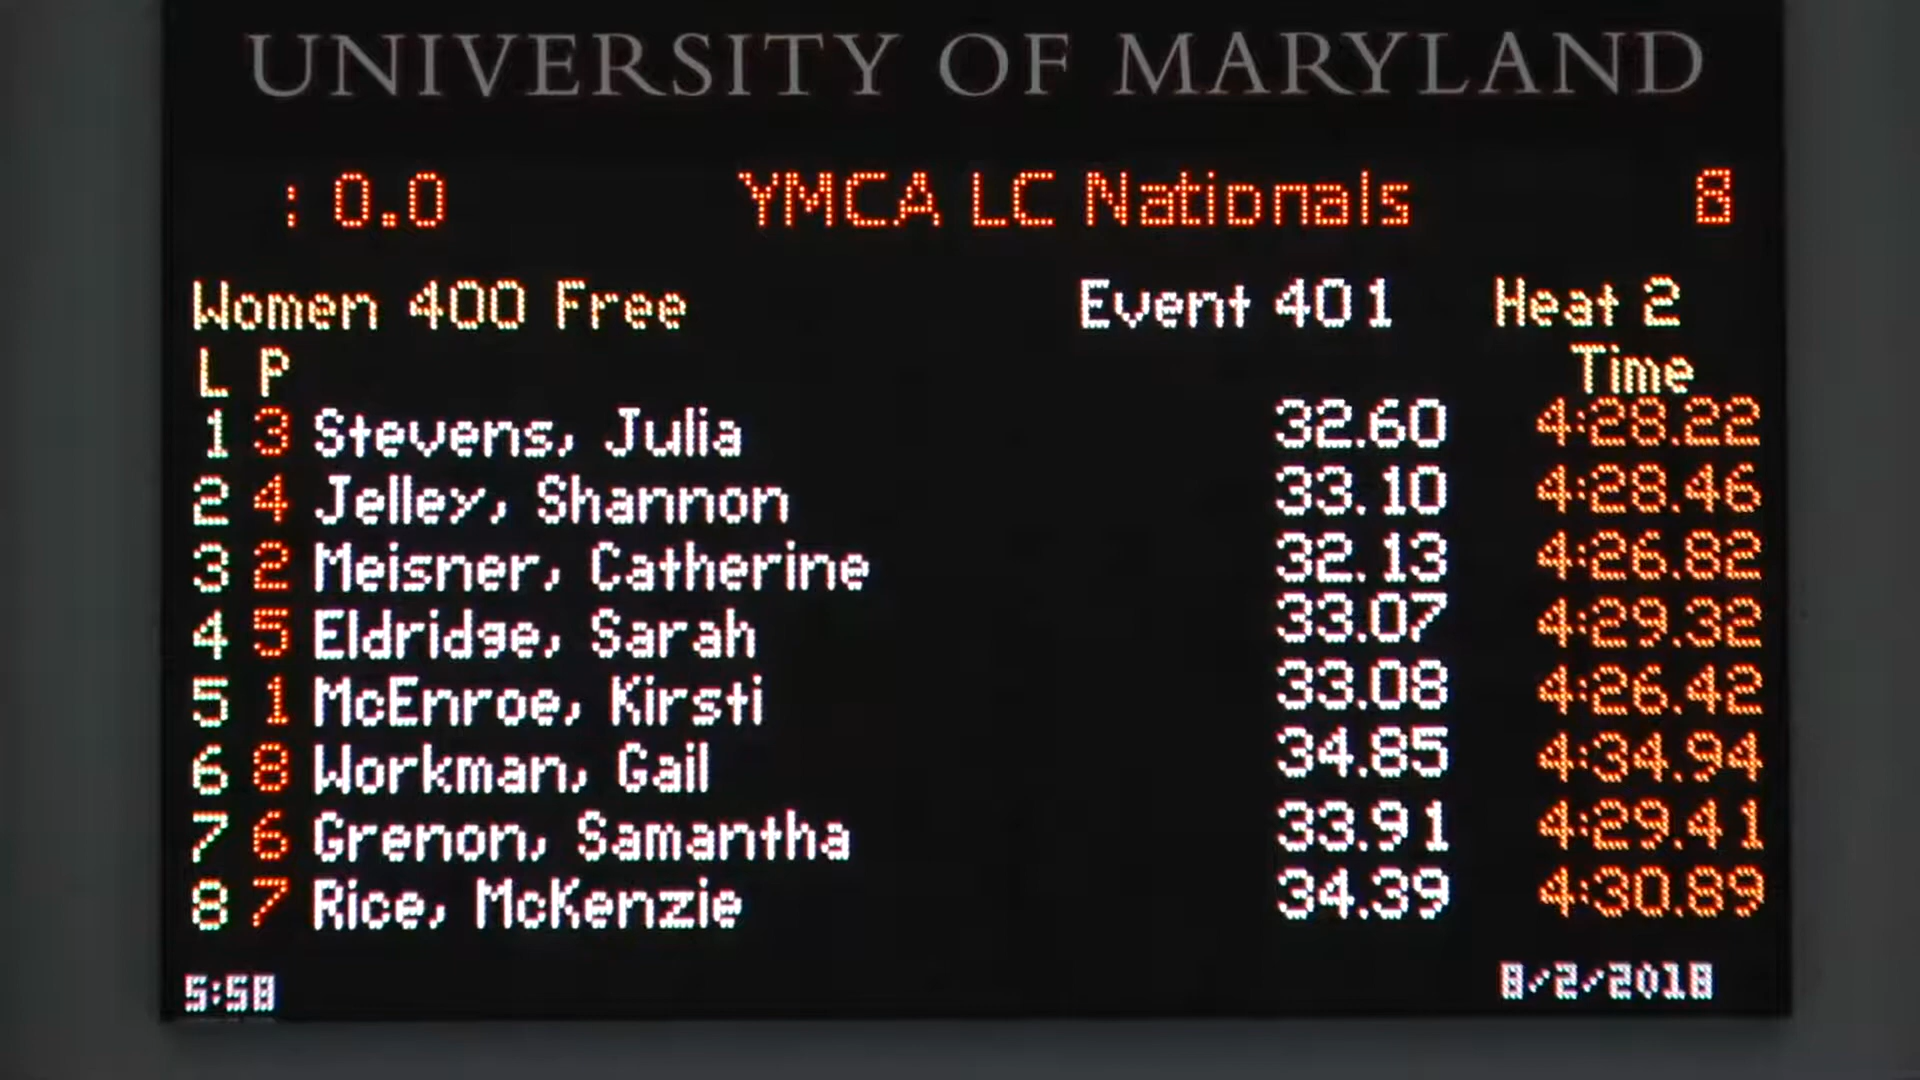 UNIVERSITY OF MARYLAND
: 0.0 YMCA LC Nationals 8
Women 400 Free Event 401 Heat 2
L P Time
1 3 Stevens, Julia 32.60 4:28.22
2 4 Jelley, Shannon 33.10 4:28.46
3 2 Meisner, Catherine 32.13 4:26.82
4 5 Eldridge, Sarah 33.07 4:29.32
5 1 McEnroe, Kirsti 33.08 4:26.42
6 8 Workman, Gail 34.85 4:34.94
7 6 Grenon, Samantha 33.91 4:29.41
8 7 Rice, McKenzie 34.39 4:30.89
5:58 8/2/2018